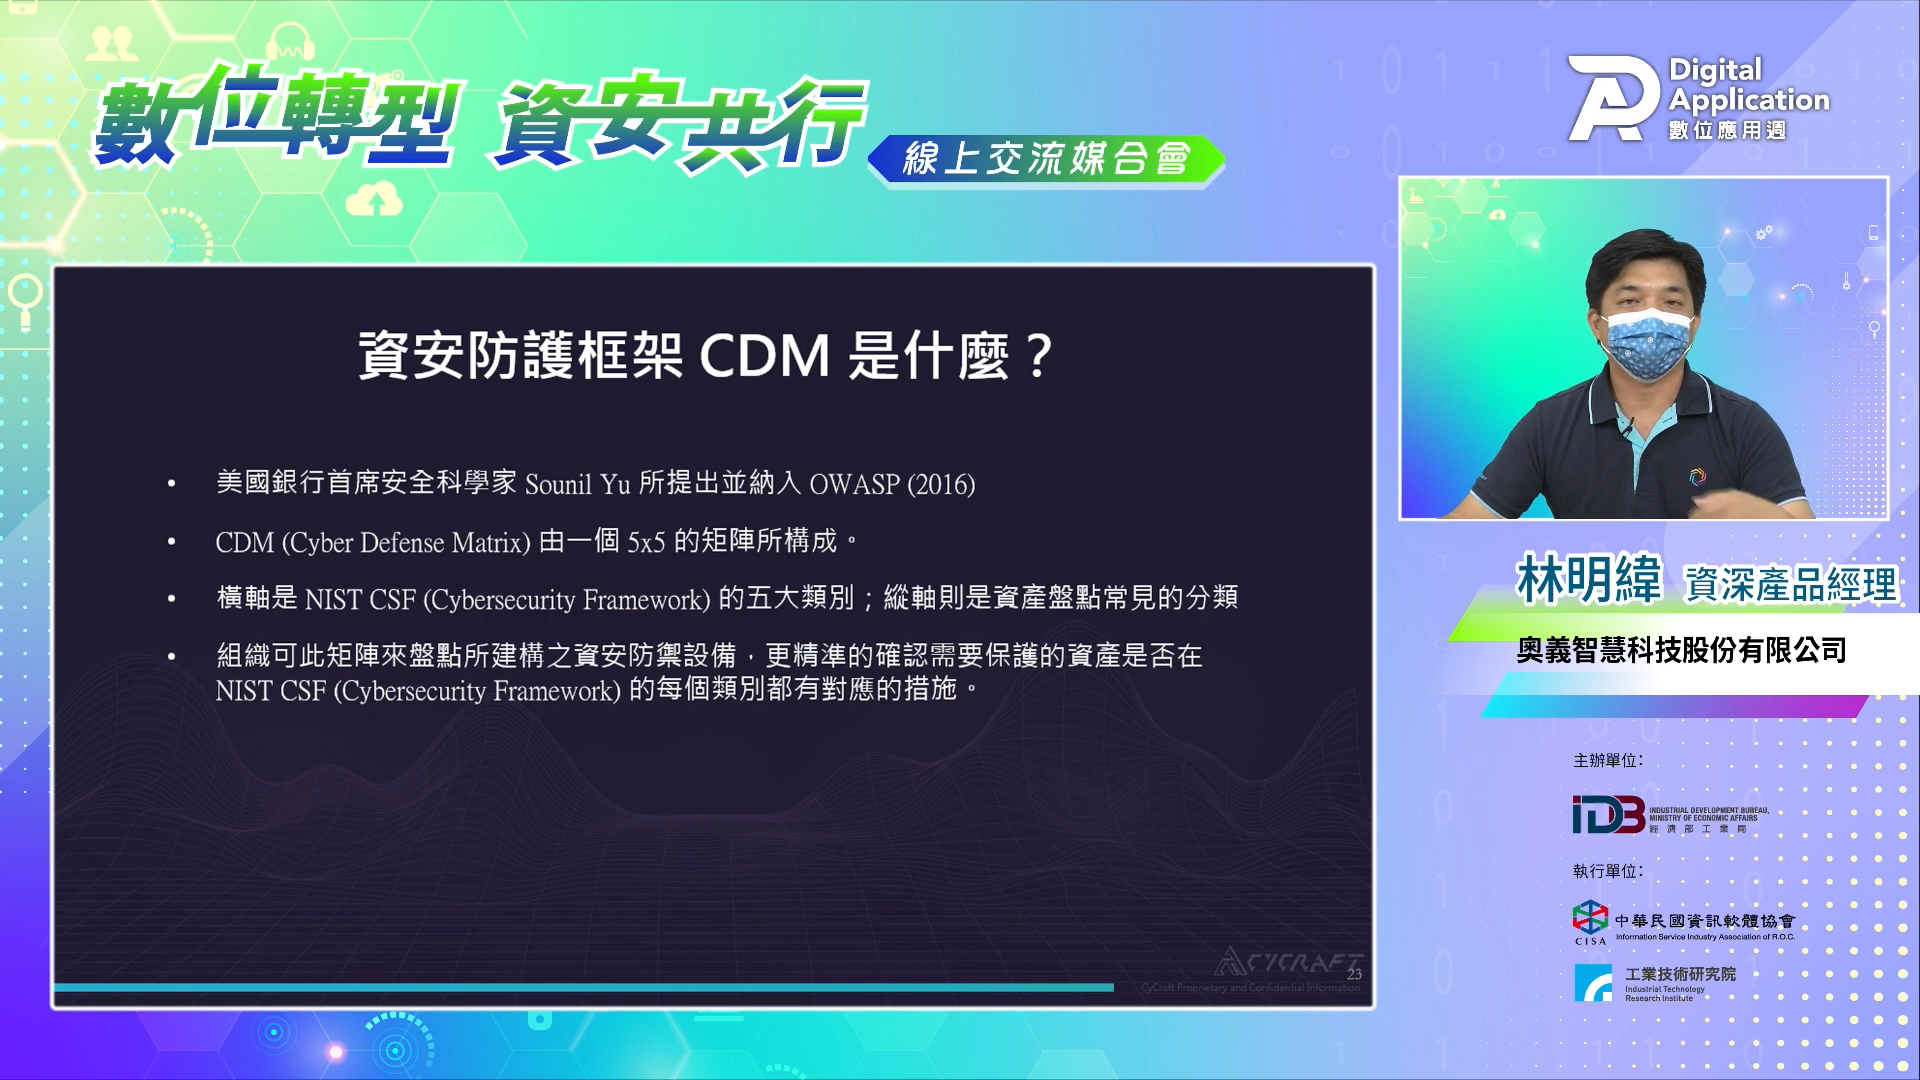 數位轉型 資安共行
線上交流媒合會
Digital
Application
數位應用週
資安防護框架 CDM 是什麼？
• 美國銀行首席安全科學家 Sounil Yu 所提出並納入 OWASP (2016)
• CDM (Cyber Defense Matrix) 由一個 5x5 的矩陣所構成。
• 橫軸是 NIST CSF (Cybersecurity Framework) 的五大類別；縱軸則是資產盤點常見的分類
• 組織可此矩陣來盤點所建構之資安防禦設備，更精準的確認需要保護的資產是否在
NIST CSF (Cybersecurity Framework) 的每個類別都有對應的措施。
CYCRAFT
23
CyCraft Proprietary and Confidential Information
林明緯 資深產品經理
奧義智慧科技股份有限公司
主辦單位：
IDB
INDUSTRIAL DEVELOPMENT BUREAU,
MINISTRY OF ECONOMIC AFFAIRS
經濟部工業局
執行單位：
CISA
中華民國資訊軟體協會
Information Service Industry Association of R.O.C.
工業技術研究院
Industrial Technology
Research Institute